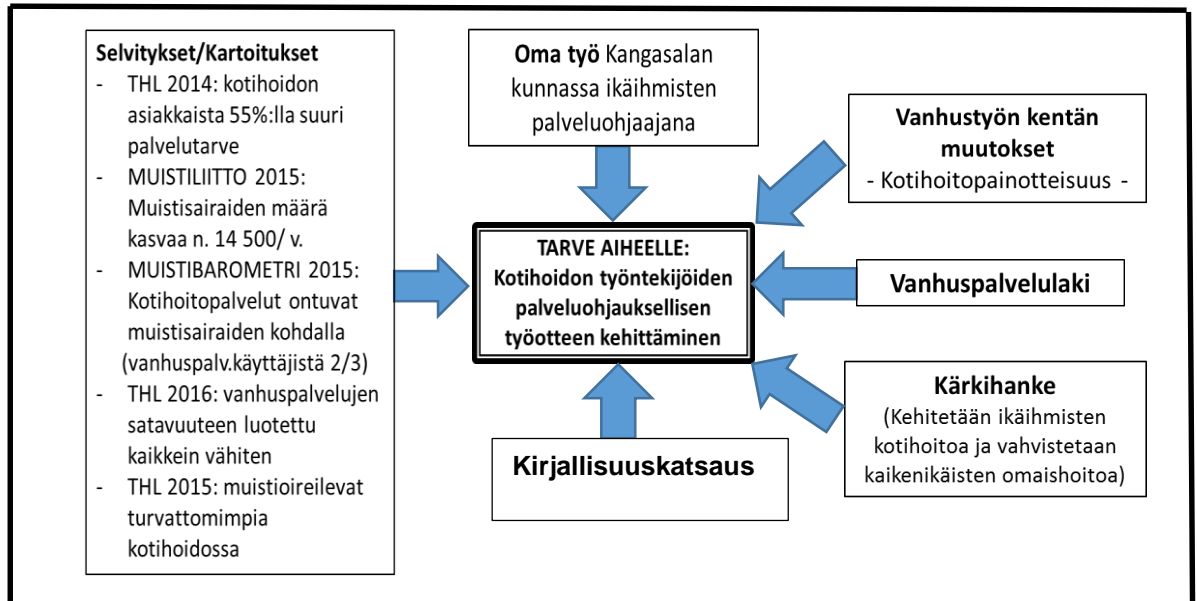 Selvitykset/Kartoitukset
- THL 2014: kotihoidon
asiakkaista 55%:lla suuri
palvelutarve
- MUISTILIITTO 2015:
Muistisairaiden määrä
kasvaa n. 14 500/ v.
- MUISTIBAROMETRI 2015:
Kotihoitopalvelut ontuvat
muistisairaiden kohdalla
(vanhuspalv.käyttäjistä 2/3)
- THL 2016: vanhuspalvelujen
satavuuteen luotettu
kaikkein vähiten
- THL 2015: muistioireilevat
turvattomimpia
kotihoidossa
Oma työ Kangasalan
kunnassa ikäihmisten
palveluohjaajana
TARVE AIHEELLE:
Kotihoidon työntekijöiden
palveluohjauksellisen
työotteen kehittäminen
Kirjallisuuskatsaus
Vanhustyön kentän
muutokset
- Kotihoitopainotteisuus -
Vanhuspalvelulaki
Kärkihanke
(Kehitetään ikäihmisten
kotihoitoa ja vahvistetaan
kaikenikäisten omaishoitoa)